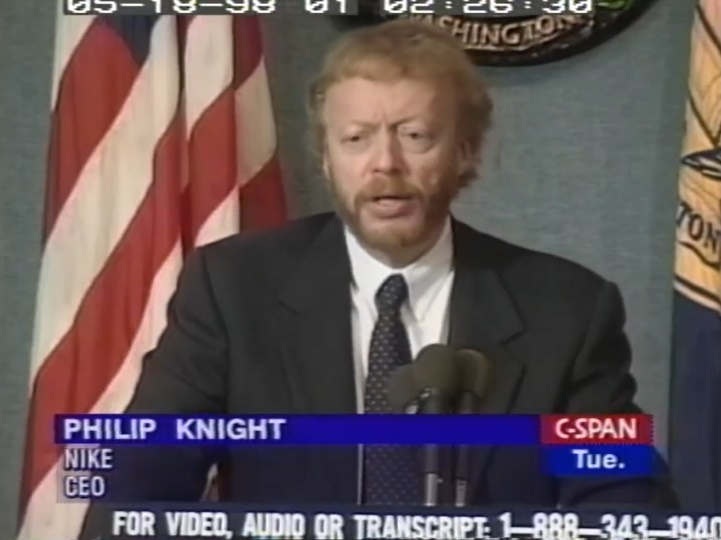 05-18-98 01 02:26:30
WASHINGTON
TON
PHILIP KNIGHT
C-SPAN
NIKE
Tue.
CEO
FOR VIDEO, AUDIO OR TRANSCRIPT: 1-888-343-1940